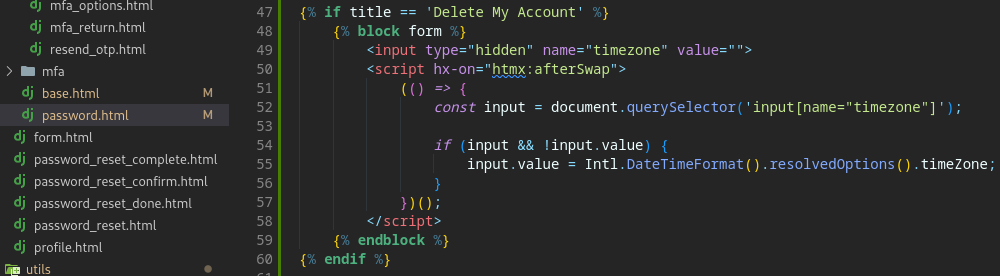 mfa_options.html
mfa_return.html
resend_otp.html
mfa
dj base.html M
dj password.html M
dj form.html
dj password_reset_complete.html
dj password_reset_confirm.html
dj password_reset_done.html
dj password_reset.html
dj profile.html
utils
47 {% if title == 'Delete My Account' %}
48 {% block form %}
49 <input type="hidden" name="timezone" value="">
50 <script hx-on="htmx:afterSwap">
51 (() => {
52 const input = document.querySelector('input[name="timezone"]');
53
54 if (input && !input.value) {
55 input.value = Intl.DateTimeFormat().resolvedOptions().timeZone;
56 }
57 })();
58 </script>
59 {% endblock %}
60 {% endif %}